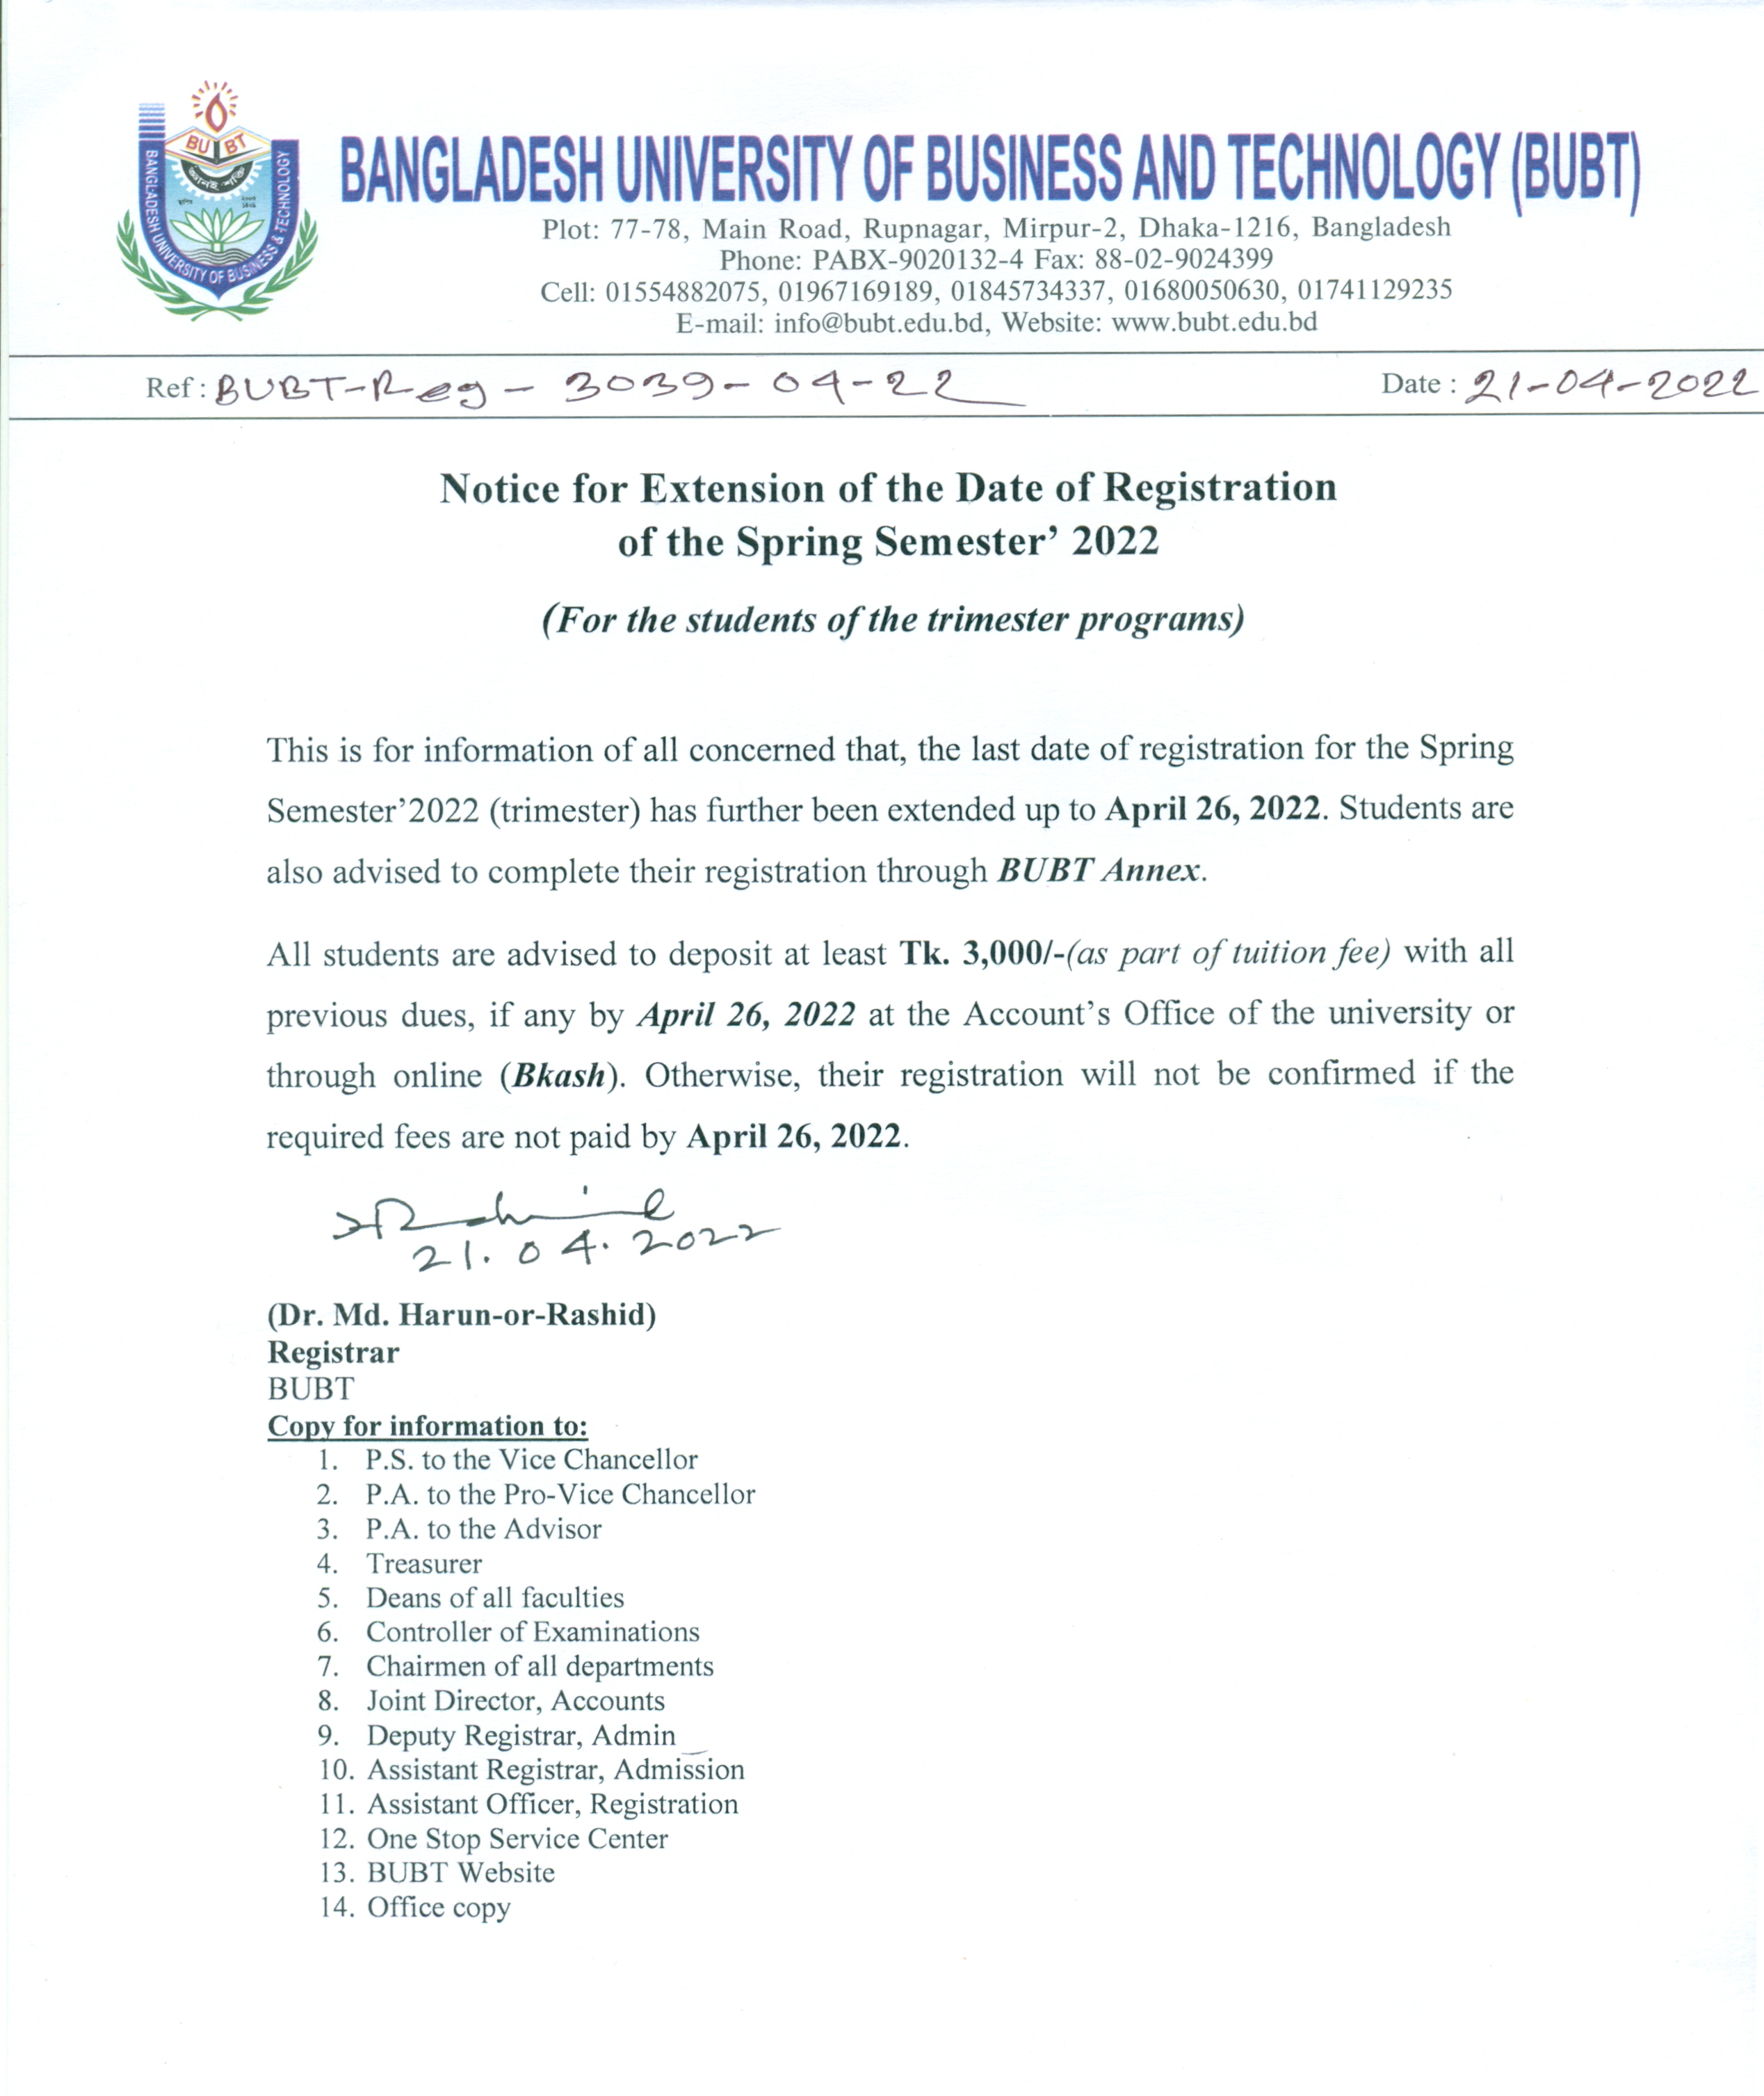 BUBT
জ্ঞানই শক্তি
BANGLADESH UNIVERSITY OF BUSINESS & TECHNOLOGY
BANGLADESH UNIVERSITY OF BUSINESS AND TECHNOLOGY (BUBT)
Plot: 77-78, Main Road, Rupnagar, Mirpur-2, Dhaka-1216, Bangladesh
Phone: PABX-9020132-4 Fax: 88-02-9024399
Cell: 01554882075, 01967169189, 01845734337, 01680050630, 01741129235
E-mail: info@bubt.edu.bd, Website: www.bubt.edu.bd
Ref : BUBT-Reg - 3039-04-22 Date : 21-04-2022
Notice for Extension of the Date of Registration
of the Spring Semester’ 2022
(For the students of the trimester programs)
This is for information of all concerned that, the last date of registration for the Spring
Semester’2022 (trimester) has further been extended up to April 26, 2022. Students are
also advised to complete their registration through BUBT Annex.
All students are advised to deposit at least Tk. 3,000/-(as part of tuition fee) with all
previous dues, if any by April 26, 2022 at the Account’s Office of the university or
through online (Bkash). Otherwise, their registration will not be confirmed if the
required fees are not paid by April 26, 2022.
21.04.2022
(Dr. Md. Harun-or-Rashid)
Registrar
BUBT
Copy for information to:
1. P.S. to the Vice Chancellor
2. P.A. to the Pro-Vice Chancellor
3. P.A. to the Advisor
4. Treasurer
5. Deans of all faculties
6. Controller of Examinations
7. Chairmen of all departments
8. Joint Director, Accounts
9. Deputy Registrar, Admin
10. Assistant Registrar, Admission
11. Assistant Officer, Registration
12. One Stop Service Center
13. BUBT Website
14. Office copy